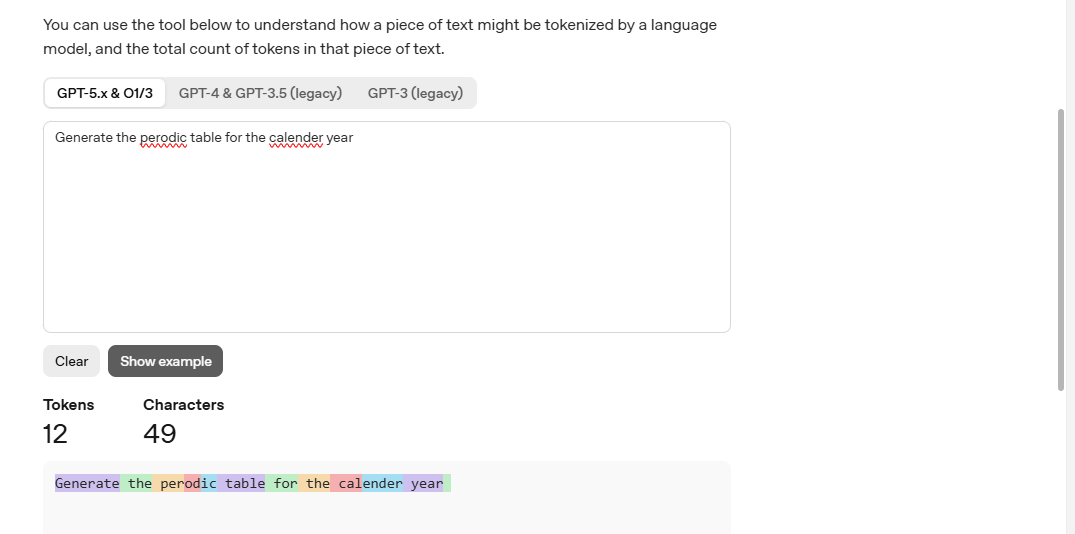 You can use the tool below to understand how a piece of text might be tokenized by a language
model, and the total count of tokens in that piece of text.
GPT-5.x & O1/3 GPT-4 & GPT-3.5 (legacy) GPT-3 (legacy)
Generate the perodic table for the calender year
Clear Show example
Tokens Characters
12 49
Generate the perodic table for the calender year